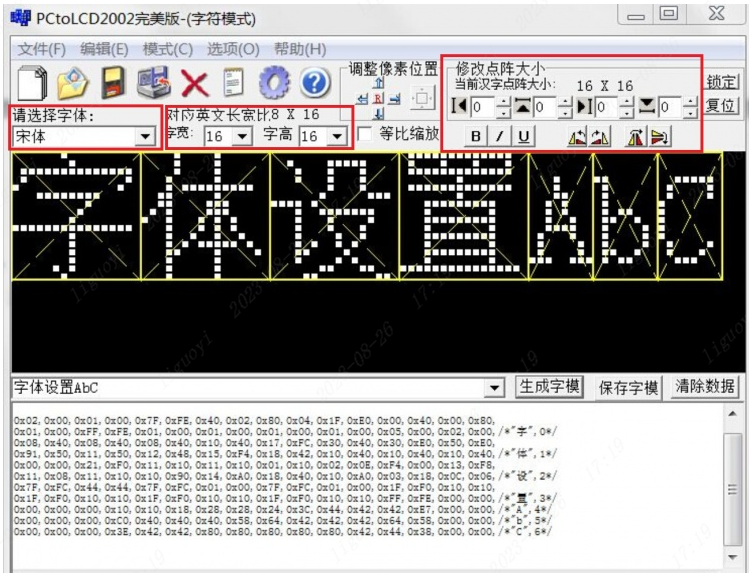 PCtoLCD2002完美版-(字符模式)
文件(F) 编辑(E) 模式(C) 选项(O) 帮助(H)
调整像素位置
修改点阵大小
当前汉字点阵大小: 16 X 16
锁定
请选择字体:
对应英文长宽比8 X 16
0 0 0 0
复位
宋体
字宽: 16 字高 16
等比缩放
B I U
字体设置AbC
字体设置AbC
生成字模
保存字模
清除数据
0x02, 0x00, 0x01, 0x00, 0x7F, 0xFE, 0x40, 0x02, 0x80, 0x04, 0x1F, 0xE0, 0x00, 0x40, 0x00, 0x80,
0x01, 0x00, 0xFF, 0xFE, 0x01, 0x00, 0x01, 0x00, 0x01, 0x00, 0x01, 0x00, 0x05, 0x00, 0x02, 0x00, /*"字",0*/
0x08, 0x40, 0x08, 0x40, 0x08, 0x40, 0x10, 0x40, 0x17, 0xFC, 0x30, 0x40, 0x30, 0xE0, 0x50, 0xE0,
0x91, 0x50, 0x11, 0x50, 0x12, 0x48, 0x15, 0xF4, 0x18, 0x42, 0x10, 0x40, 0x10, 0x40, 0x10, 0x40, /*"体",1*/
0x00, 0x00, 0x21, 0xF0, 0x11, 0x10, 0x11, 0x10, 0x01, 0x10, 0x02, 0x0E, 0xF4, 0x00, 0x13, 0xF8,
0x11, 0x08, 0x11, 0x10, 0x10, 0x90, 0x14, 0xA0, 0x18, 0x40, 0x10, 0xA0, 0x03, 0x18, 0x0C, 0x06, /*"设",2*/
0x7F, 0xFC, 0x44, 0x44, 0x7F, 0xFC, 0x01, 0x00, 0x7F, 0xFC, 0x01, 0x00, 0x1F, 0xF0, 0x10, 0x10,
0x1F, 0xF0, 0x10, 0x10, 0x1F, 0xF0, 0x10, 0x10, 0x1F, 0xF0, 0x10, 0x10, 0xFF, 0xFE, 0x00, 0x00, /*"置",3*/
0x00, 0x00, 0x00, 0x10, 0x10, 0x18, 0x28, 0x28, 0x24, 0x3C, 0x44, 0x42, 0x42, 0xE7, 0x00, 0x00, /*"A",4*/
0x00, 0x00, 0x00, 0xC0, 0x40, 0x40, 0x40, 0x58, 0x64, 0x42, 0x42, 0x42, 0x64, 0x58, 0x00, 0x00, /*"b",5*/
0x00, 0x00, 0x00, 0x3E, 0x42, 0x42, 0x80, 0x80, 0x80, 0x80, 0x80, 0x42, 0x44, 0x38, 0x00, 0x00, /*"C",6*/